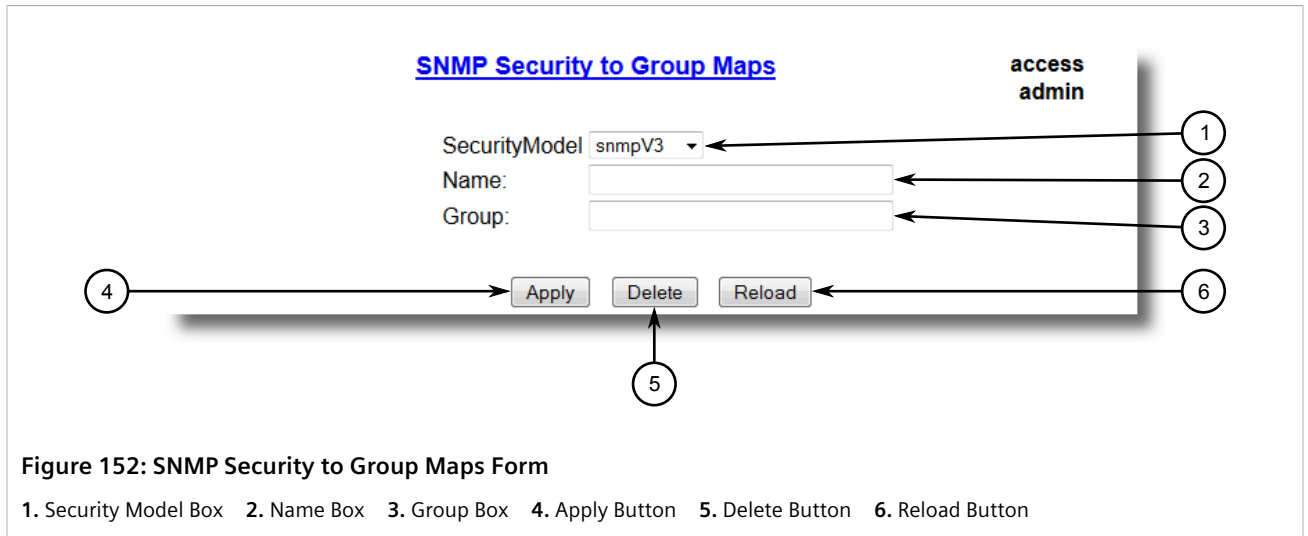 SNMP Security to Group Maps
access
admin
SecurityModel snmpV3
1
Name:
2
Group:
3
4
Apply Delete Reload
6
5
Figure 152: SNMP Security to Group Maps Form
1. Security Model Box 2. Name Box 3. Group Box 4. Apply Button 5. Delete Button 6. Reload Button